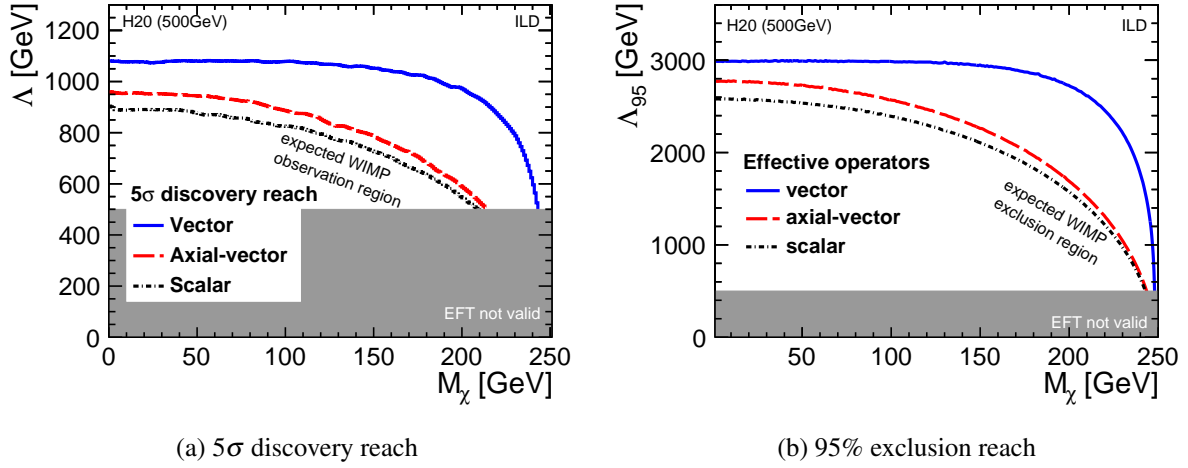 H20 (500GeV)
ILD
Λ [GeV]
1200
1000
800
600
400
200
0
expected WIMP
observation region
5σ discovery reach
Vector
Axial-vector
Scalar
EFT not valid
0 50 100 150 200 250
Mχ [GeV]
(a) 5σ discovery reach
H20 (500GeV)
ILD
Λ95 [GeV]
3000
2000
1000
0
Effective operators
vector
axial-vector
scalar
expected WIMP
exclusion region
EFT not valid
50 100 150 200 250
Mχ [GeV]
(b) 95% exclusion reach